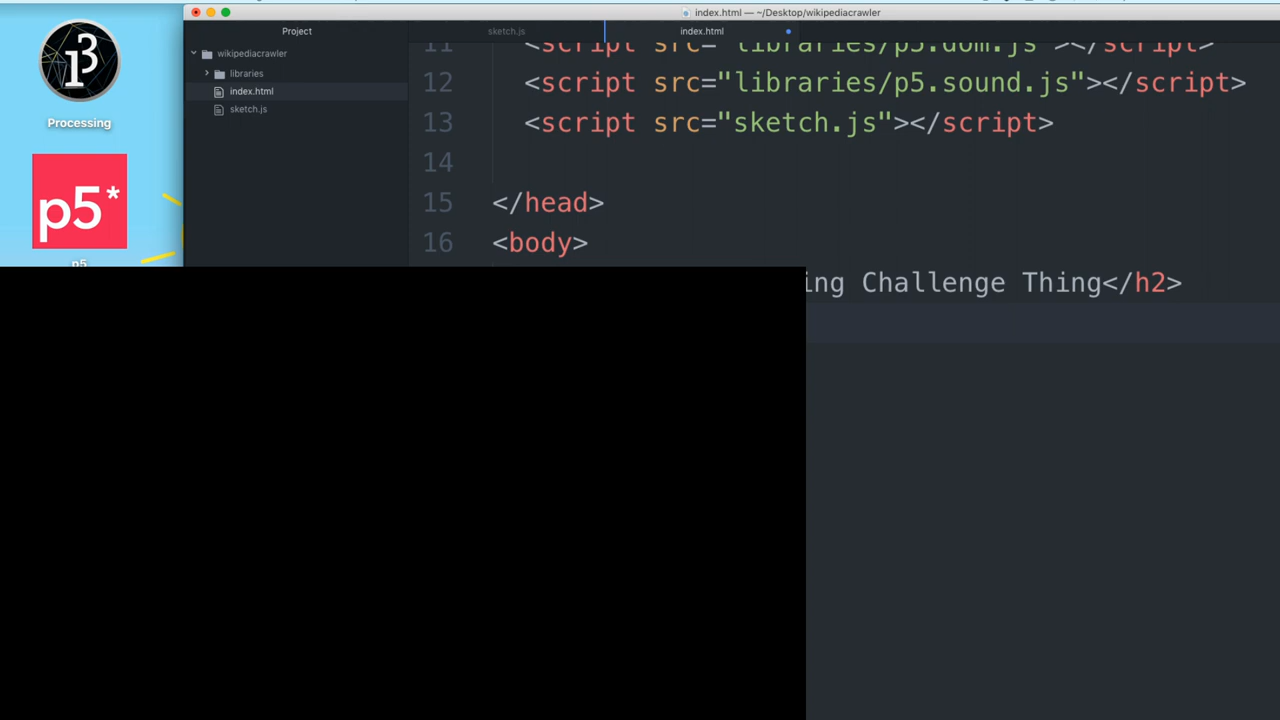 index.html — ~/Desktop/wikipediacrawler
Project
sketch.js
index.html
wikipediacrawler
libraries
index.html
sketch.js
13
Processing
p5*
p5
11 <script src="libraries/p5.dom.js"></script>
12 <script src="libraries/p5.sound.js"></script>
13 <script src="sketch.js"></script>
14
15 </head>
16 <body>
ing Challenge Thing</h2>